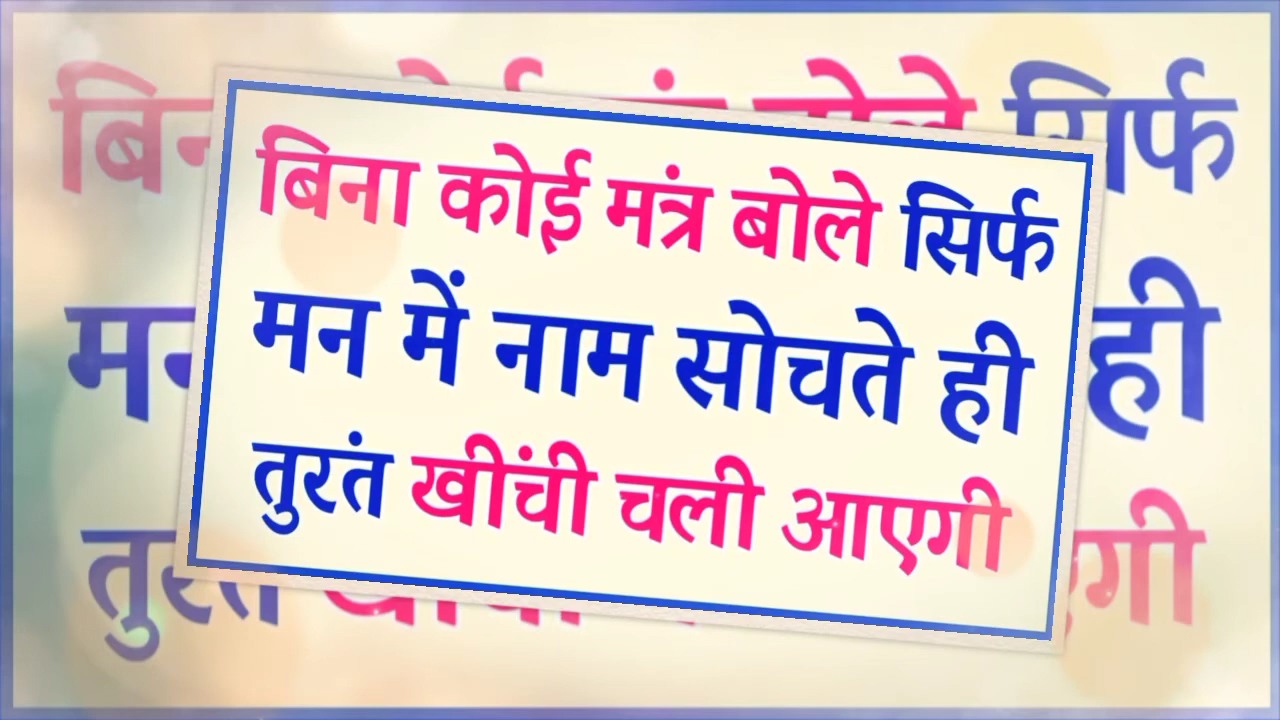 बिना कोई मंत्र बोले सिर्फ
मन में नाम सोचते ही
तुरंत खींची चली आएगी